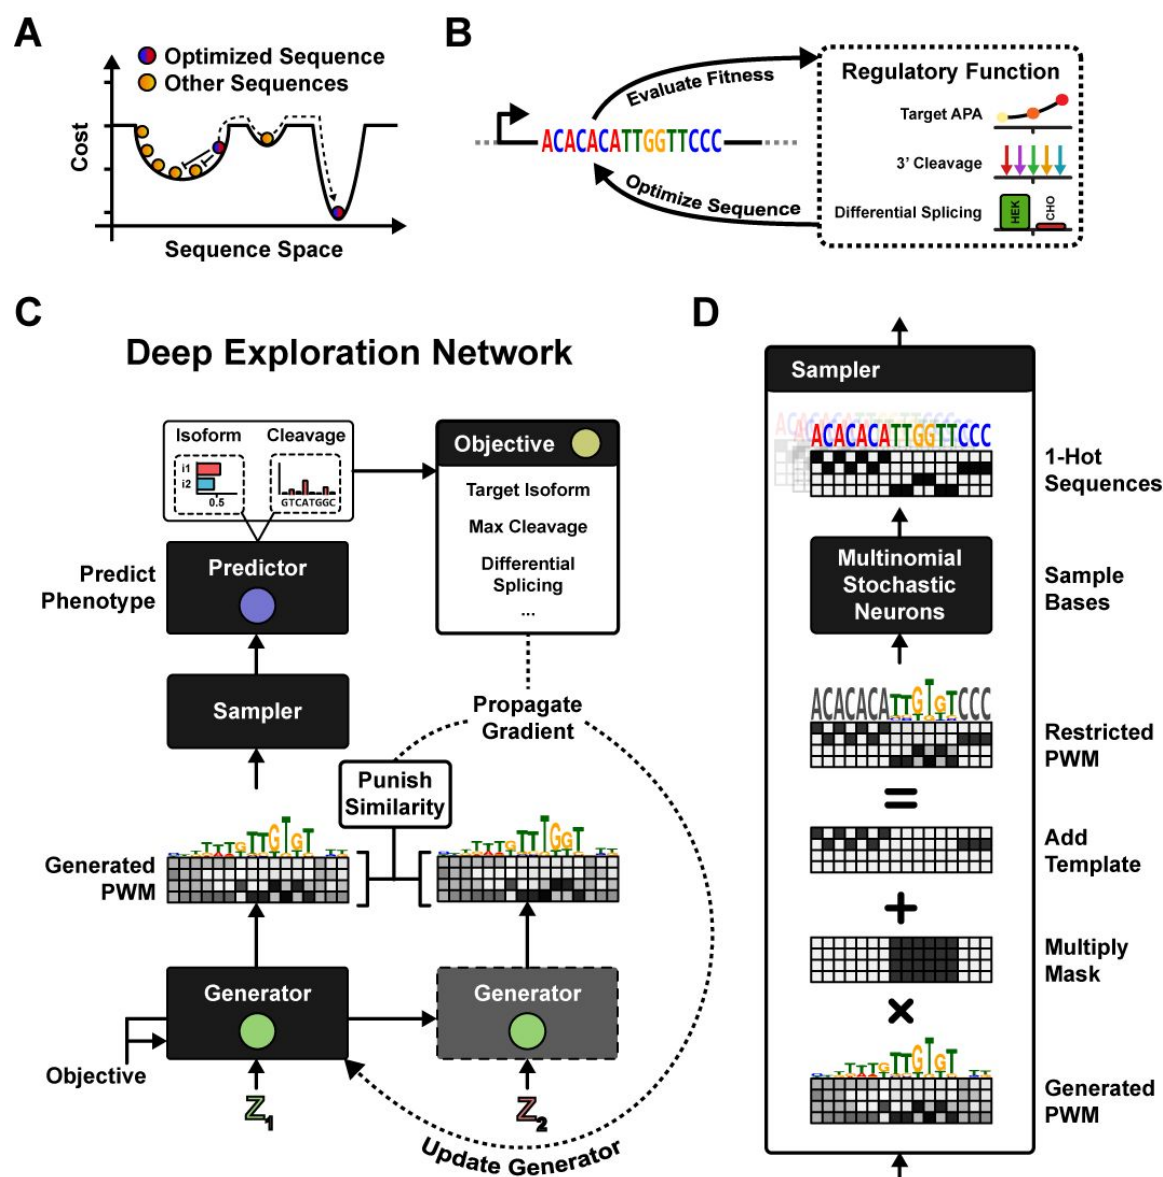 A
Optimized Sequence
Other Sequences
Cost
Sequence Space
B
Evaluate Fitness
ACACACATTGGTTCCC
Optimize Sequence
Regulatory Function
Target APA
3' Cleavage
Differential Splicing
HEK
CHO
C
Deep Exploration Network
Isoform
Cleavage
i1
i2
0.5
GTCATGGC
Objective
Target Isoform
Max Cleavage
Differential
Splicing
...
Predict
Phenotype
Predictor
Sampler
Propagate
Gradient
Punish
Similarity
Generated
PWM
TTGTGT
TTTGGT
Generator
Generator
Objective
Z1
Z2
Update Generator
D
Sampler
ACACACATTGGTTCCC
1-Hot
Sequences
Multinomial
Stochastic
Neurons
Sample
Bases
ACACACATTGTGTCCC
Restricted
PWM
=
Add
Template
+
Multiply
Mask
×
TTGTGT
Generated
PWM